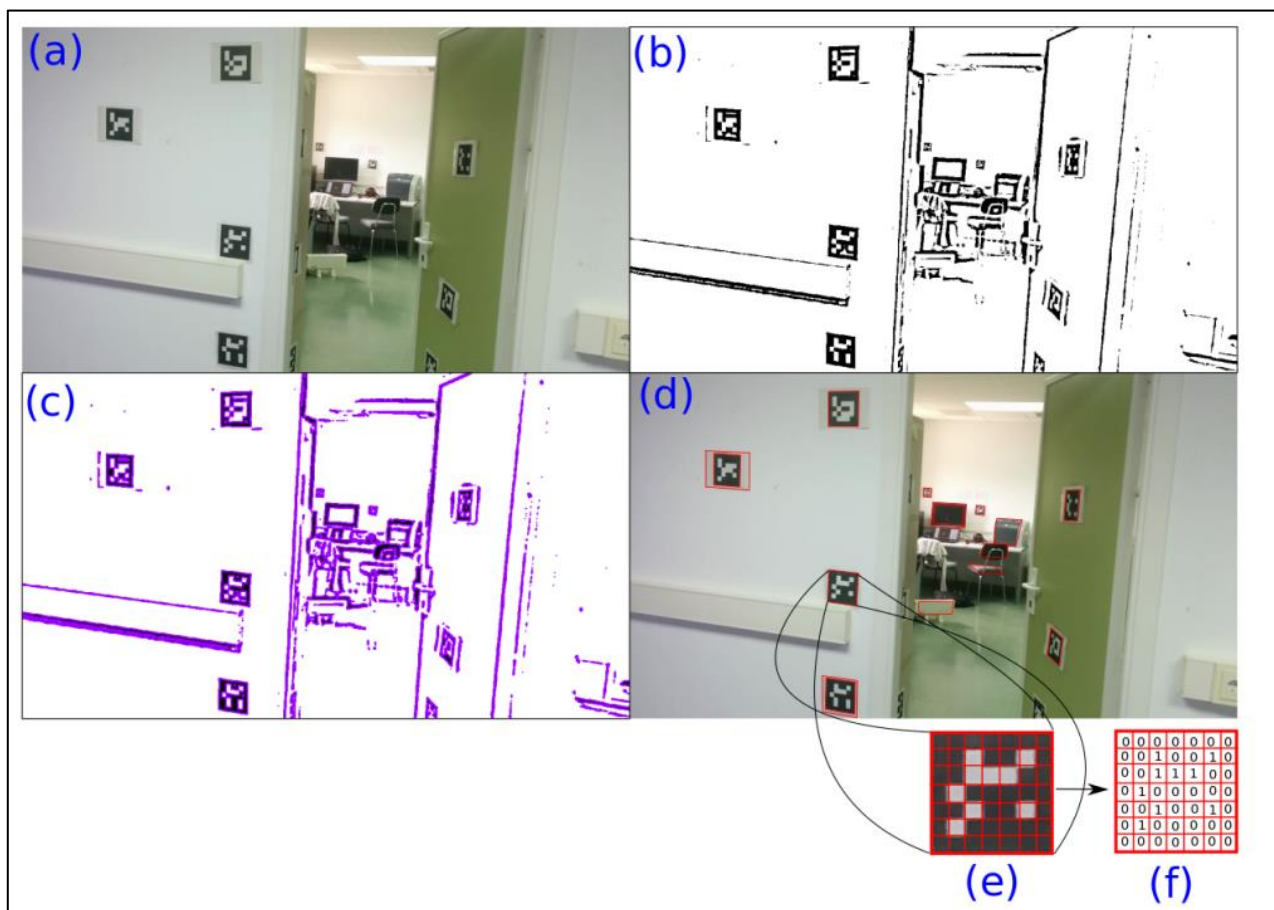 (a)
(b)
(c)
(d)
0 0 0 0 0 0 0
0 0 1 0 0 1 0
0 0 1 1 1 0 0
0 1 0 0 0 0 0
0 0 1 0 0 1 0
0 1 0 0 0 0 0
0 0 0 0 0 0 0
(e)
(f)